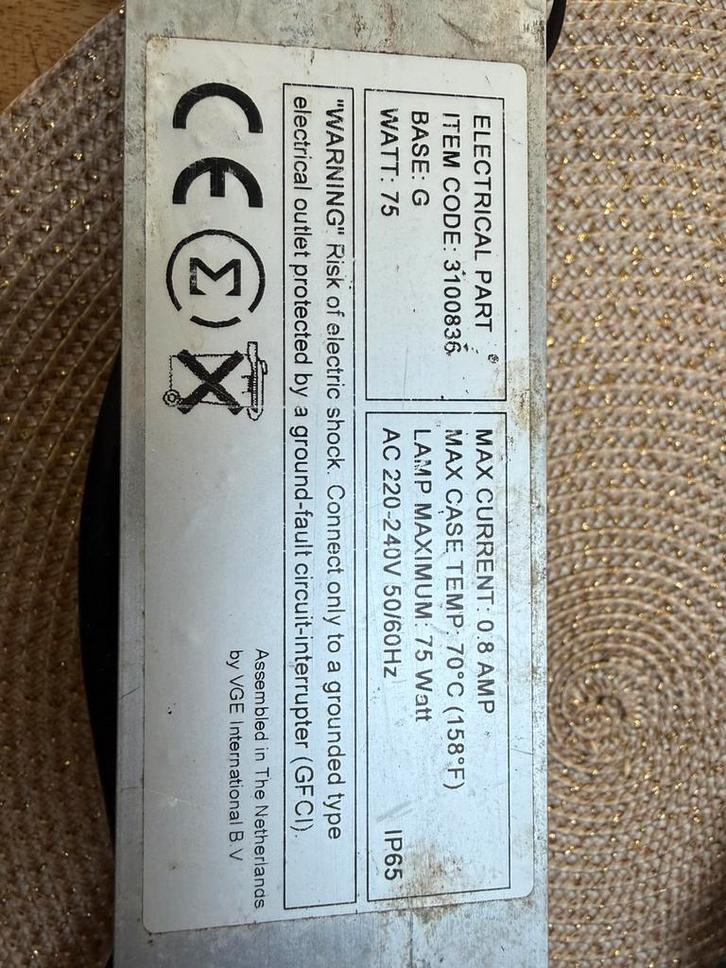 ELECTRICAL PART
ITEM CODE: 3100836
BASE: G
WATT: 75
MAX CURRENT: 0.8 AMP
MAX CASE TEMP: 70°C (158°F)
LAMP MAXIMUM: 75 Watt
AC 220-240V 50/60Hz IP65
"WARNING" Risk of electric shock. Connect only to a grounded type
electrical outlet protected by a ground-fault circuit-interrupter (GFCI).
CE
Assembled in The Netherlands
by VGE International B.V